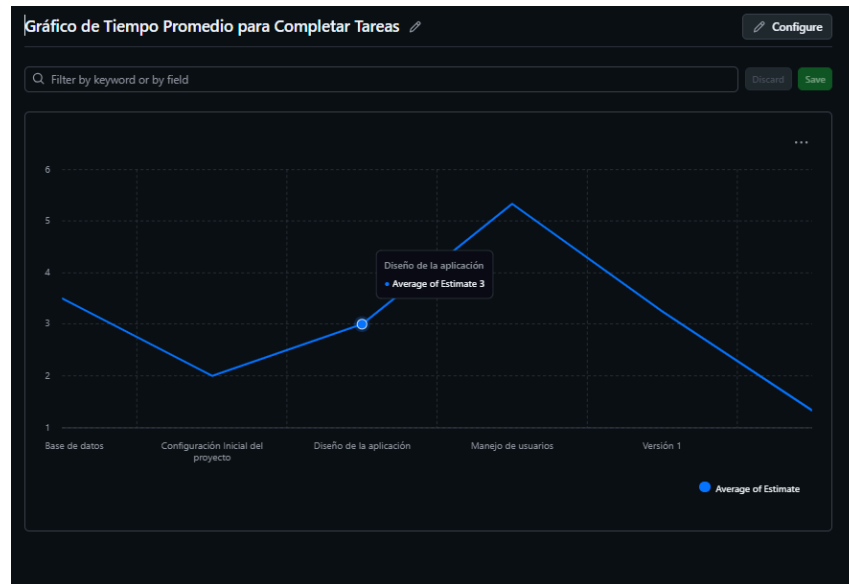 Gráfico de Tiempo Promedio para Completar Tareas
Configure
Filter by keyword or by field
Discard
Save
...
6
5
4
3
2
1
Diseño de la aplicación
Average of Estimate 3
Base de datos
Configuración Inicial del
proyecto
Diseño de la aplicación
Manejo de usuarios
Versión 1
Average of Estimate